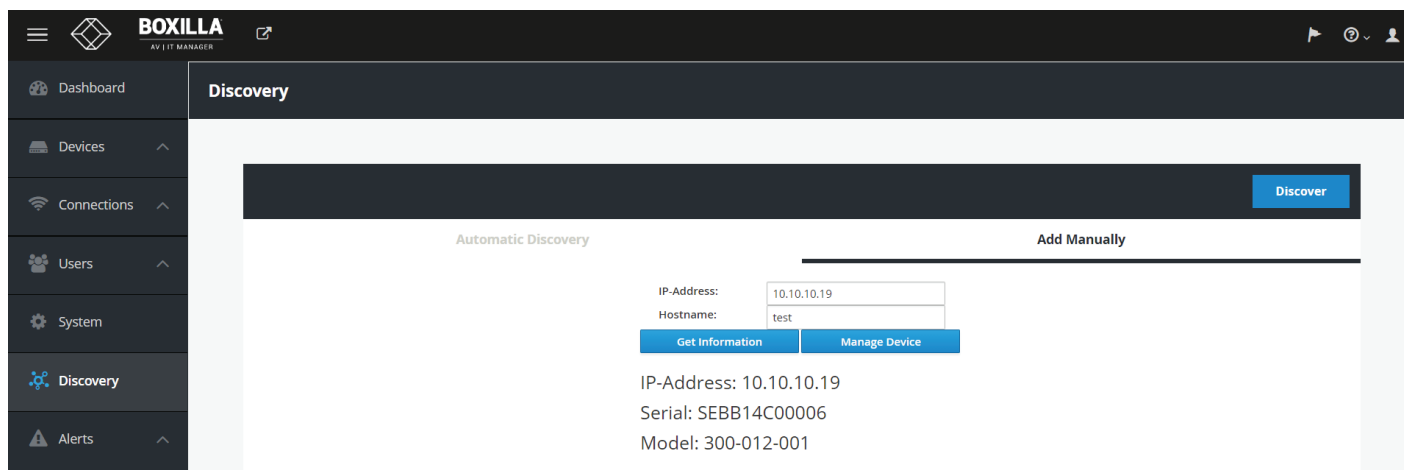 BOXILLA
AV | IT MANAGER
Dashboard
Discovery
Devices
Discover
Connections
Automatic Discovery
Add Manually
Users
IP-Address:
10.10.10.19
Hostname:
test
System
Get Information
Manage Device
Discovery
IP-Address: 10.10.10.19
Serial: SEBB14C00006
Alerts
Model: 300-012-001